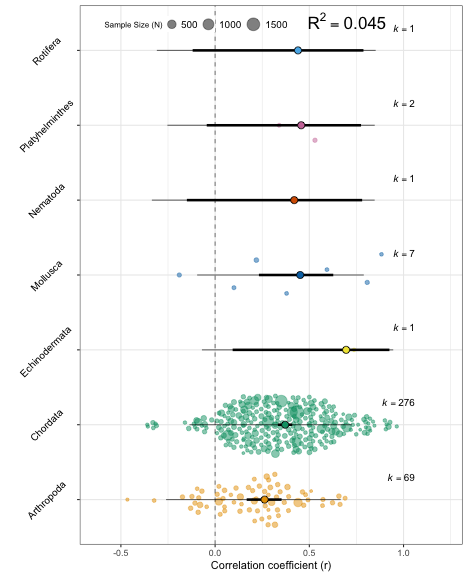 Sample Size (N) 500 1000 1500 R² = 0.045
Rotifera k = 1
Platyhelminthes k = 2
Nematoda k = 1
Mollusca k = 7
Echinodermata k = 1
Chordata k = 276
Arthropoda k = 69
-0.5 0.0 0.5 1.0
Correlation coefficient (r)